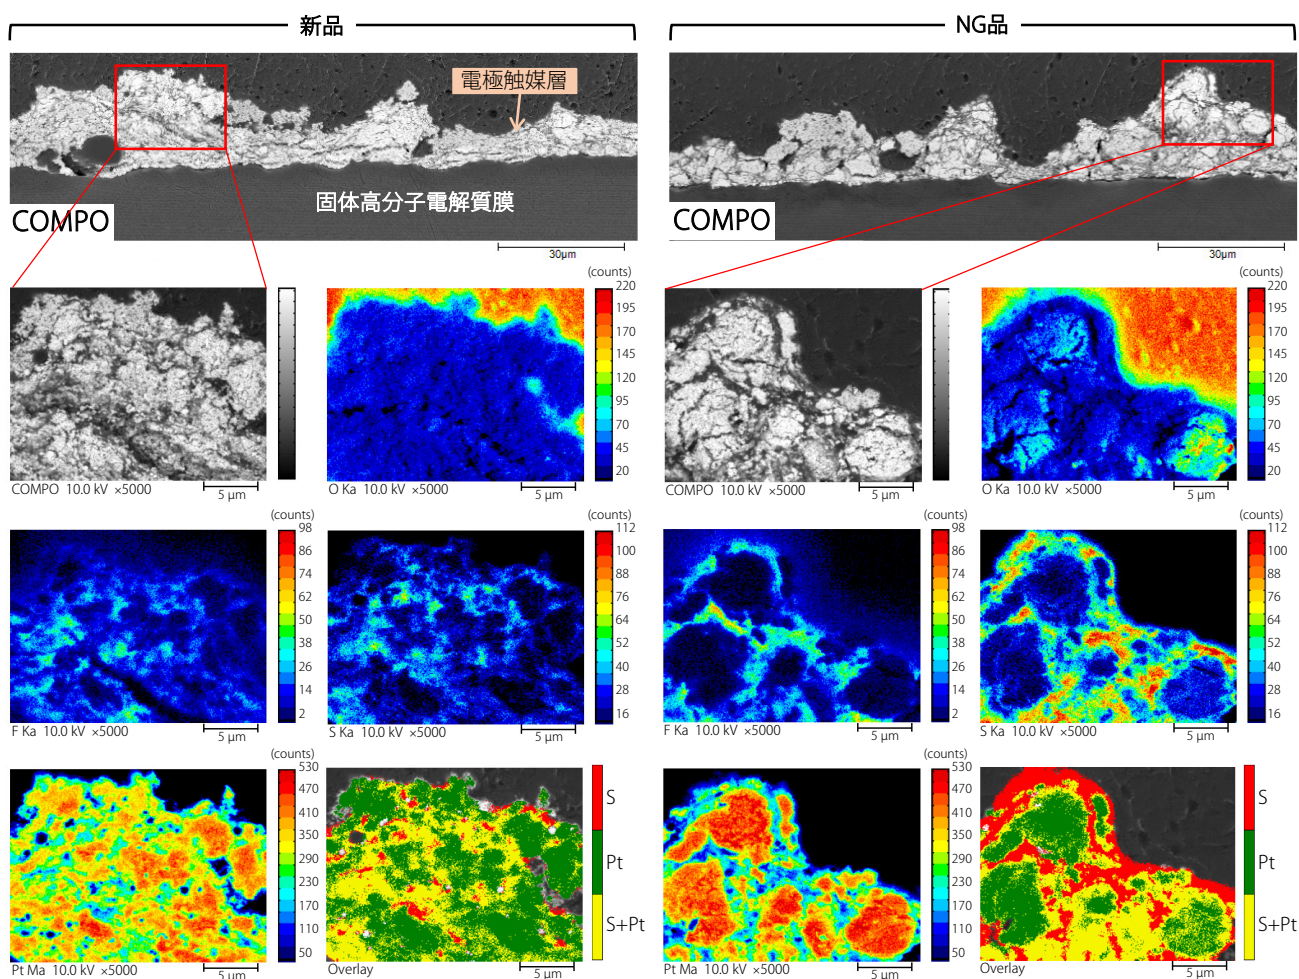 新品
NG品
電極触媒層
固体高分子電解質膜
COMPO
COMPO
30μm
30μm
(counts)
220
195
170
145
120
95
70
45
20
(counts)
220
195
170
145
120
95
70
45
20
COMPO 10.0 kV ×5000
5 μm
O Ka 10.0 kV ×5000
5 μm
COMPO 10.0 kV ×5000
5 μm
O Ka 10.0 kV ×5000
5 μm
(counts)
98
86
74
62
50
38
26
14
2
(counts)
112
100
88
76
64
52
40
28
16
(counts)
98
86
74
62
50
38
26
14
2
(counts)
112
100
88
76
64
52
40
28
16
F Ka 10.0 kV ×5000
5 μm
S Ka 10.0 kV ×5000
5 μm
F Ka 10.0 kV ×5000
5 μm
S Ka 10.0 kV ×5000
5 μm
(counts)
530
470
410
350
290
230
170
110
50
S
Pt
S+Pt
(counts)
530
470
410
350
290
230
170
110
50
S
Pt
S+Pt
Pt Ma 10.0 kV ×5000
5 μm
Overlay
5 μm
Pt Ma 10.0 kV ×5000
5 μm
Overlay
5 μm